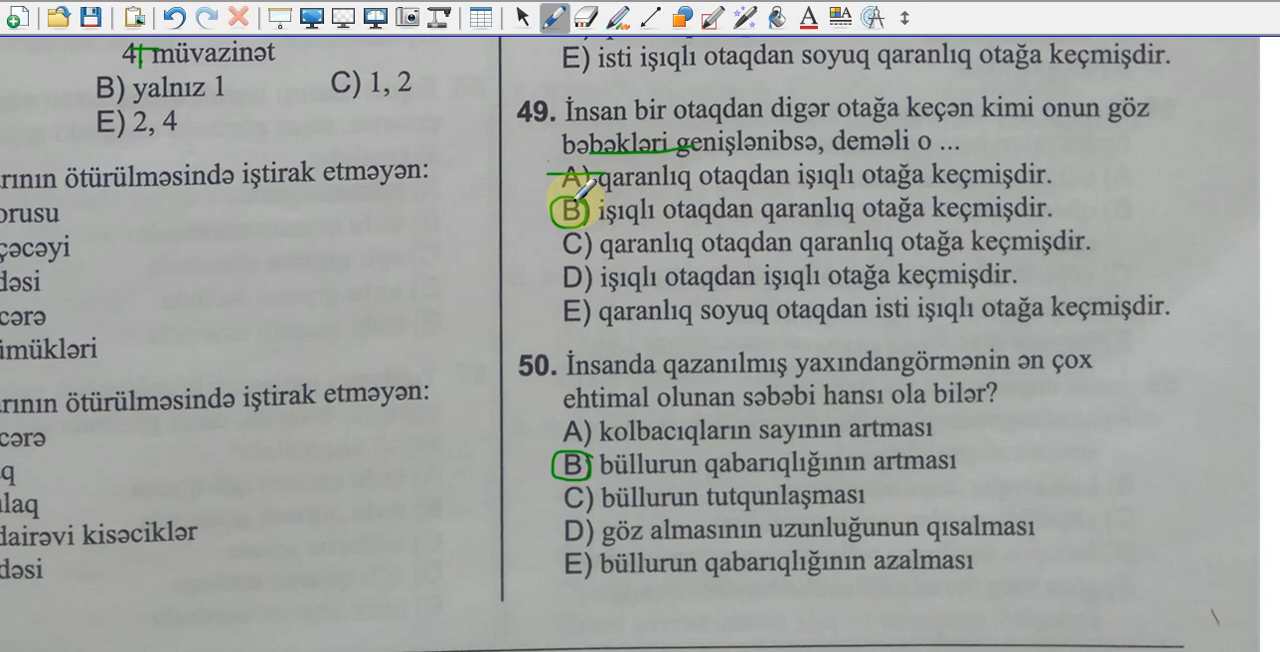 4) müvazinət
B) yalnız 1
C) 1, 2
E) 2, 4
rının ötürülməsində iştirak etməyən:
orusu
çəcəyi
dəsi
cərə
ümükləri
rının ötürülməsində iştirak etməyən:
cərə
q
laq
dairəvi kisəciklər
dəsi
E) isti işıqlı otaqdan soyuq qaranlıq otağa keçmişdir.
49. İnsan bir otaqdan digər otağa keçən kimi onun göz
bəbəkləri genişlənibsə, deməli o ...
A) qaranlıq otaqdan işıqlı otağa keçmişdir.
B) işıqlı otaqdan qaranlıq otağa keçmişdir.
C) qaranlıq otaqdan qaranlıq otağa keçmişdir.
D) işıqlı otaqdan işıqlı otağa keçmişdir.
E) qaranlıq soyuq otaqdan isti işıqlı otağa keçmişdir.
50. İnsanda qazanılmış yaxındangörmənin ən çox
ehtimal olunan səbəbi hansı ola bilər?
A) kolbacıqların sayının artması
B) büllurun qabarıqlığının artması
C) büllurun tutqunlaşması
D) göz almasının uzunluğunun qısalması
E) büllurun qabarıqlığının azalması